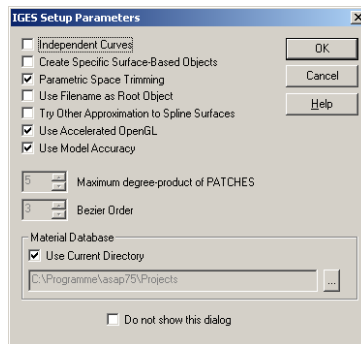 IGES Setup Parameters
Independent Curves
Create Specific Surface-Based Objects
Parametric Space Trimming
Use Filename as Root Object
Try Other Approximation to Spline Surfaces
Use Accelerated OpenGL
Use Model Accuracy
OK
Cancel
Help
5 Maximum degree-product of PATCHES
3 Bezier Order
Material Database
Use Current Directory
C:\Programme\asap75\Projects ...
Do not show this dialog